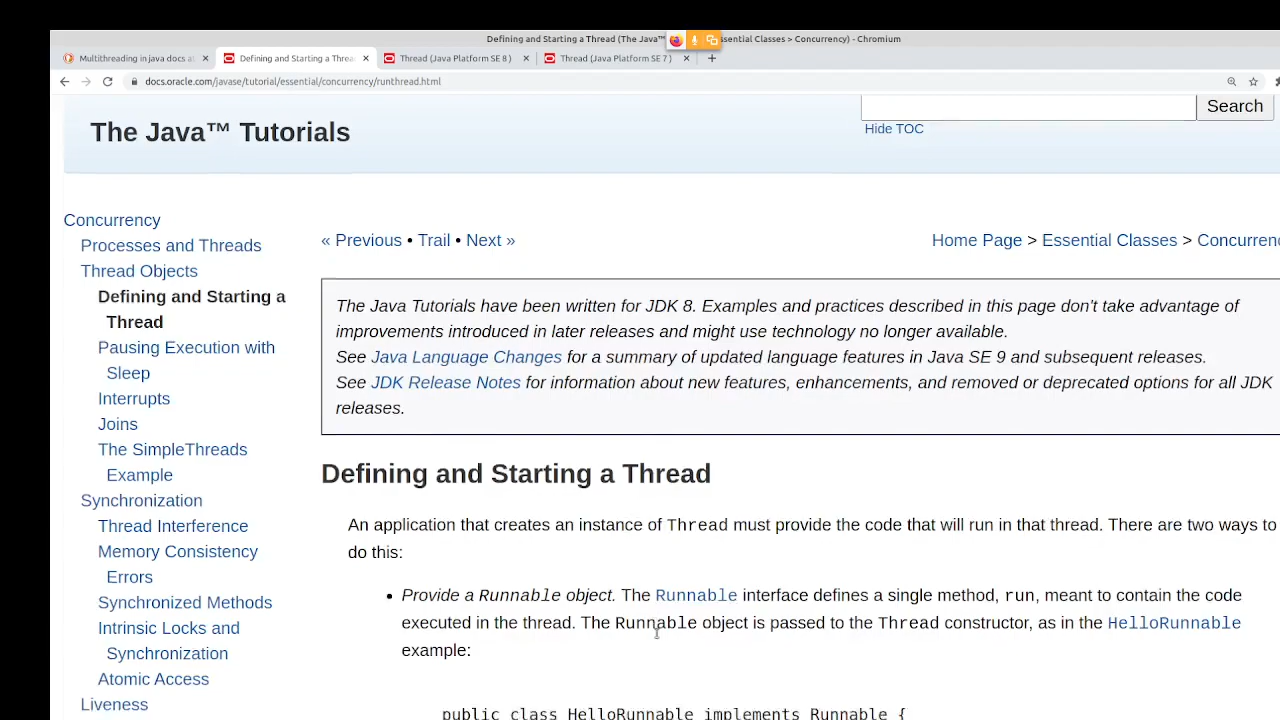 Defining and Starting a Thread (The Java™ ssential Classes > Concurrency) - Chromium
Multithreading in java docs a
Defining and Starting a Threa
Thread (Java Platform SE 8 )
Thread (Java Platform SE 7 )
docs.oracle.com/javase/tutorial/essential/concurrency/runthread.html
The Java™ Tutorials
Search
Hide TOC
Concurrency
Processes and Threads
Thread Objects
Defining and Starting a
Thread
Pausing Execution with
Sleep
Interrupts
Joins
The SimpleThreads
Example
Synchronization
Thread Interference
Memory Consistency
Errors
Synchronized Methods
Intrinsic Locks and
Synchronization
Atomic Access
Liveness
« Previous • Trail • Next »
Home Page > Essential Classes > Concurrenc
The Java Tutorials have been written for JDK 8. Examples and practices described in this page don't take advantage of
improvements introduced in later releases and might use technology no longer available.
See Java Language Changes for a summary of updated language features in Java SE 9 and subsequent releases.
See JDK Release Notes for information about new features, enhancements, and removed or deprecated options for all JDK
releases.
Defining and Starting a Thread
An application that creates an instance of Thread must provide the code that will run in that thread. There are two ways to
do this:
• Provide a Runnable object. The Runnable interface defines a single method, run, meant to contain the code
executed in the thread. The Runnable object is passed to the Thread constructor, as in the HelloRunnable
example:
public class HelloRunnable implements Runnable {